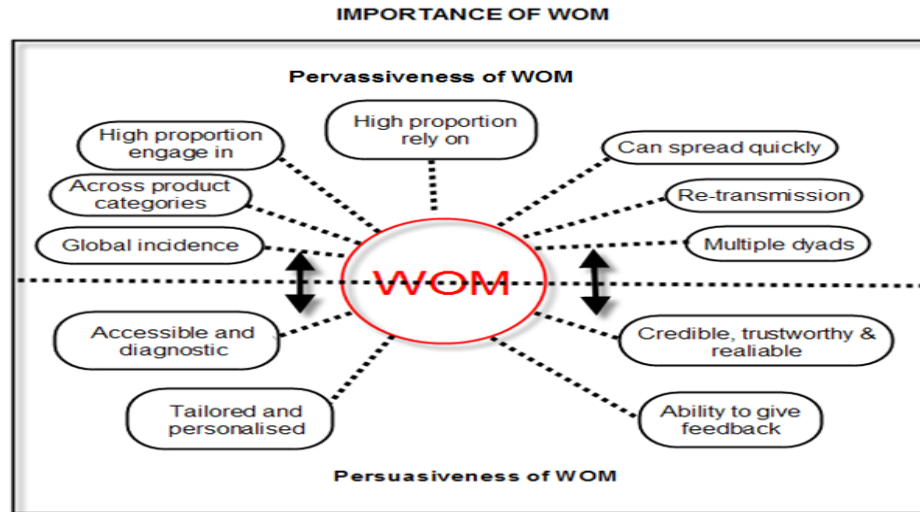 IMPORTANCE OF WOM
Pervassiveness of WOM
High proportion
engage in
High proportion
rely on
Can spread quickly
Across product
categories
Re-transmission
Global incidence
Multiple dyads
WOM
Accessible and
diagnostic
Credible, trustworthy &
realiable
Tailored and
personalised
Ability to give
feedback
Persuasiveness of WOM